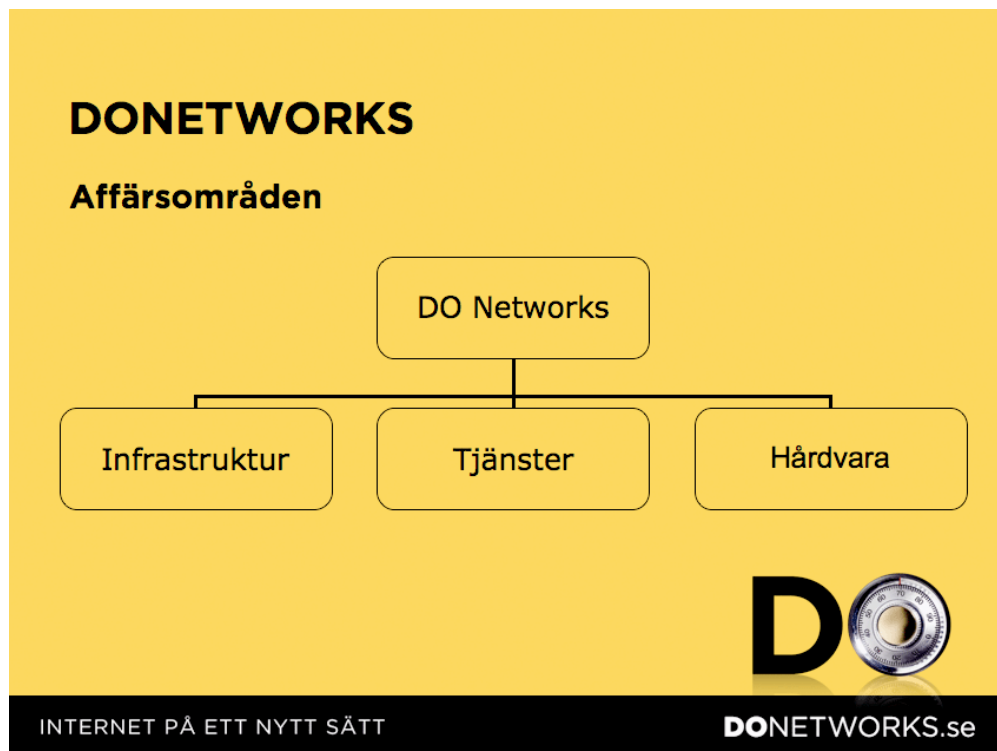 DONETWORKS
Affärsområden
DO Networks
Infrastruktur
Tjänster
Hårdvara
DO
INTERNET PÅ ETT NYTT SÄTT
DONETWORKS.se